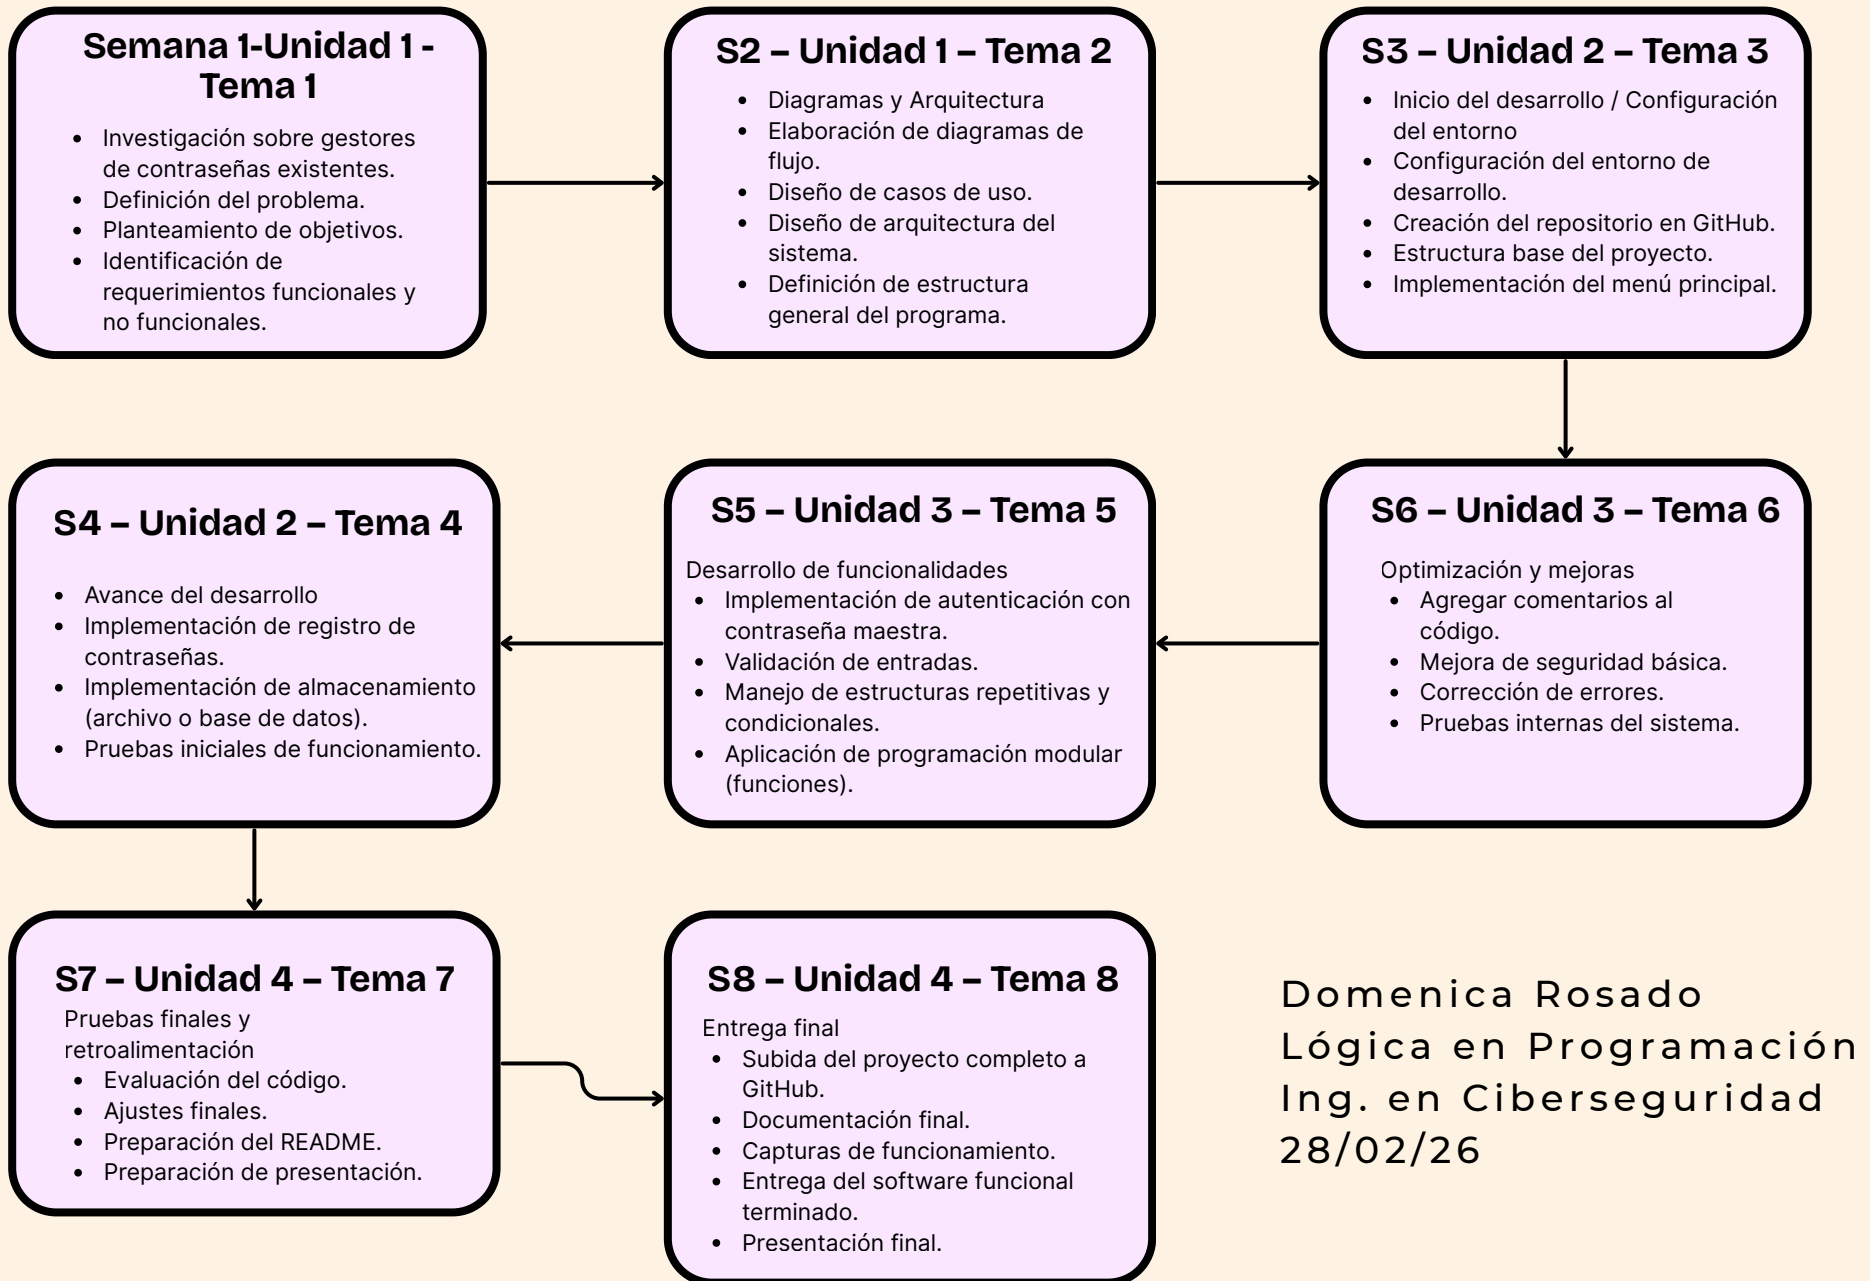 Semana 1-Unidad 1 -
Tema 1
• Investigación sobre gestores
de contraseñas existentes.
• Definición del problema.
• Planteamiento de objetivos.
• Identificación de
requerimientos funcionales y
no funcionales.
S2 – Unidad 1 – Tema 2
• Diagramas y Arquitectura
• Elaboración de diagramas de
flujo.
• Diseño de casos de uso.
• Diseño de arquitectura del
sistema.
• Definición de estructura
general del programa.
S3 – Unidad 2 – Tema 3
• Inicio del desarrollo / Configuración
del entorno
• Configuración del entorno de
desarrollo.
• Creación del repositorio en GitHub.
• Estructura base del proyecto.
• Implementación del menú principal.
S4 – Unidad 2 – Tema 4
• Avance del desarrollo
• Implementación de registro de
contraseñas.
• Implementación de almacenamiento
(archivo o base de datos).
• Pruebas iniciales de funcionamiento.
S5 – Unidad 3 – Tema 5
Desarrollo de funcionalidades
• Implementación de autenticación con
contraseña maestra.
• Validación de entradas.
• Manejo de estructuras repetitivas y
condicionales.
• Aplicación de programación modular
(funciones).
S6 – Unidad 3 – Tema 6
Optimización y mejoras
• Agregar comentarios al
código.
• Mejora de seguridad básica.
• Corrección de errores.
• Pruebas internas del sistema.
S7 – Unidad 4 – Tema 7
Pruebas finales y
retroalimentación
• Evaluación del código.
• Ajustes finales.
• Preparación del README.
• Preparación de presentación.
S8 – Unidad 4 – Tema 8
Entrega final
• Subida del proyecto completo a
GitHub.
• Documentación final.
• Capturas de funcionamiento.
• Entrega del software funcional
terminado.
• Presentación final.
Domenica Rosado
Lógica en Programación
Ing. en Ciberseguridad
28/02/26